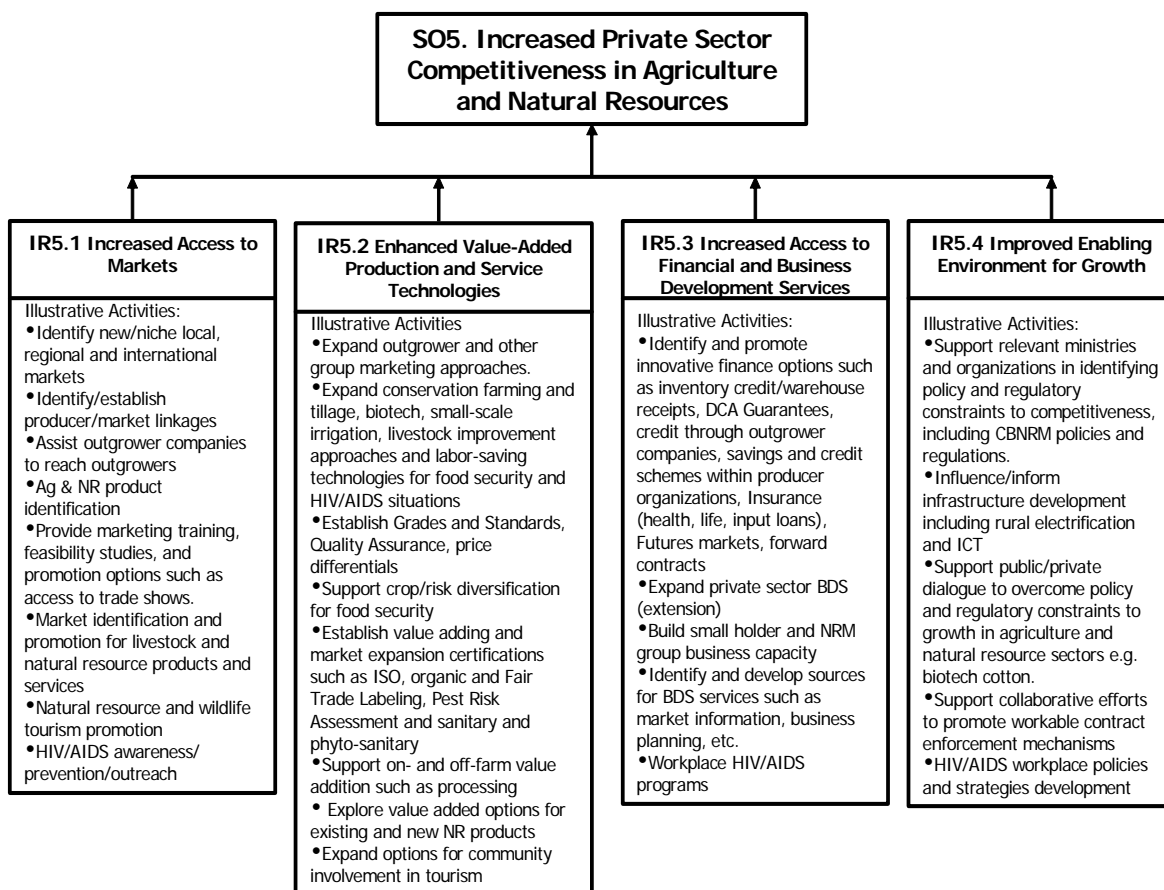 SO5. Increased Private Sector
Competitiveness in Agriculture
and Natural Resources
IR5.1 Increased Access to
Markets
Illustrative Activities:
•Identify new/niche local,
regional and international
markets
•Identify/establish
producer/market linkages
•Assist outgrower companies
to reach outgrowers
•Ag & NR product
identification
•Provide marketing training,
feasibility studies, and
promotion options such as
access to trade shows.
•Market identification and
promotion for livestock and
natural resource products and
services
•Natural resource and wildlife
tourism promotion
•HIV/AIDS awareness/
prevention/outreach
IR5.2 Enhanced Value-Added
Production and Service
Technologies
Illustrative Activities
•Expand outgrower and other
group marketing approaches.
•Expand conservation farming and
tillage, biotech, small-scale
irrigation, livestock improvement
approaches and labor-saving
technologies for food security and
HIV/AIDS situations
•Establish Grades and Standards,
Quality Assurance, price
differentials
•Support crop/risk diversification
for food security
•Establish value adding and
market expansion certifications
such as ISO, organic and Fair
Trade Labeling, Pest Risk
Assessment and sanitary and
phyto-sanitary
•Support on- and off-farm value
addition such as processing
• Explore value added options for
existing and new NR products
•Expand options for community
involvement in tourism
IR5.3 Increased Access to
Financial and Business
Development Services
Illustrative Activities:
•Identify and promote
innovative finance options such
as inventory credit/warehouse
receipts, DCA Guarantees,
credit through outgrower
companies, savings and credit
schemes within producer
organizations, Insurance
(health, life, input loans),
Futures markets, forward
contracts
•Expand private sector BDS
(extension)
•Build small holder and NRM
group business capacity
•Identify and develop sources
for BDS services such as
market information, business
planning, etc.
•Workplace HIV/AIDS
programs
IR5.4 Improved Enabling
Environment for Growth
Illustrative Activities:
•Support relevant ministries
and organizations in identifying
policy and regulatory
constraints to competitiveness,
including CBNRM policies and
regulations.
•Influence/inform
infrastructure development
including rural electrification
and ICT
•Support public/private
dialogue to overcome policy
and regulatory constraints to
growth in agriculture and
natural resource sectors e.g.
biotech cotton.
•Support collaborative efforts
to promote workable contract
enforcement mechanisms
•HIV/AIDS workplace policies
and strategies development